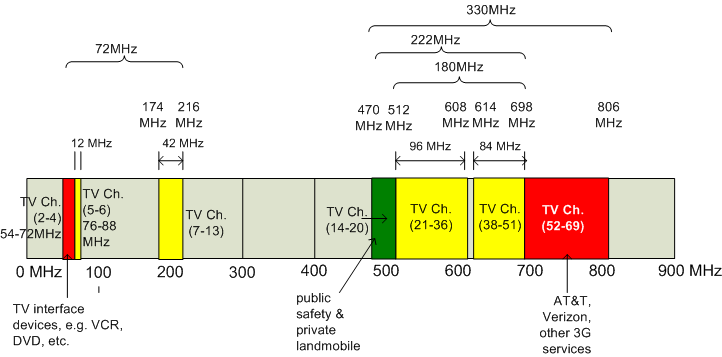 330MHz
222MHz
72MHz
180MHz
174 MHz
216 MHz
470 MHz
512 MHz
608 MHz
614 MHz
698 MHz
806 MHz
12 MHz
42 MHz
96 MHz
84 MHz
TV Ch.
(2-4)
54-72MHz
TV Ch.
(5-6)
76-88
MHz
TV Ch.
(7-13)
TV Ch.
(14-20)
TV Ch.
(21-36)
TV Ch.
(38-51)
TV Ch.
(52-69)
0 MHz
100
200
300
400
500
600
700
800
900 MHz
TV interface
devices, e.g. VCR,
DVD, etc.
public
safety &
private
landmobile
AT&T,
Verizon,
other 3G
services